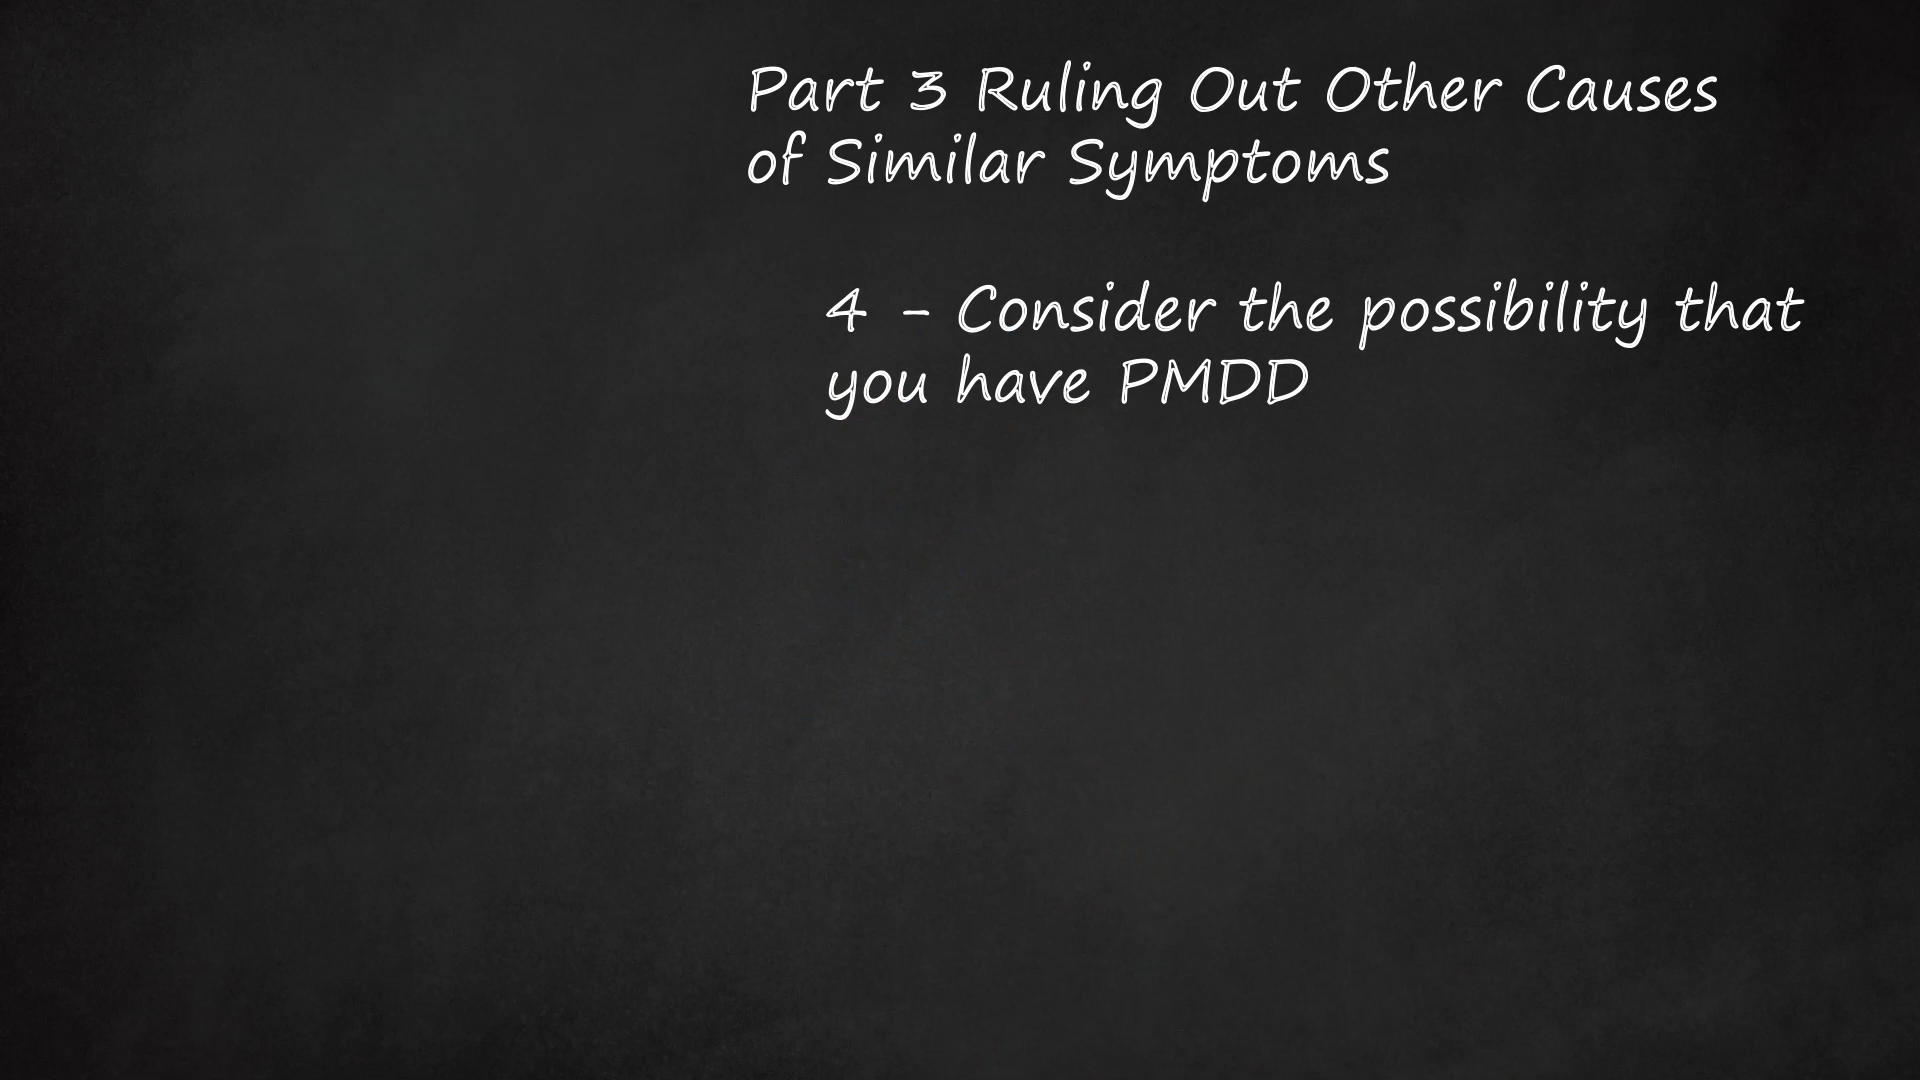 Part 3 Ruling Out Other Causes
of Similar Symptoms
4 - Consider the possibility that
you have PMDD